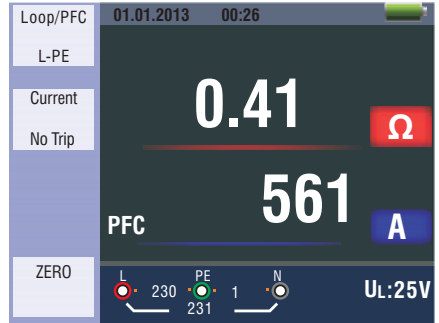 Loop/PFC
L-PE
Current
No Trip
ZERO
01.01.2013 00:26
0.41 Ω
561
PFC A
L PE N
230 1
231
UL:25V